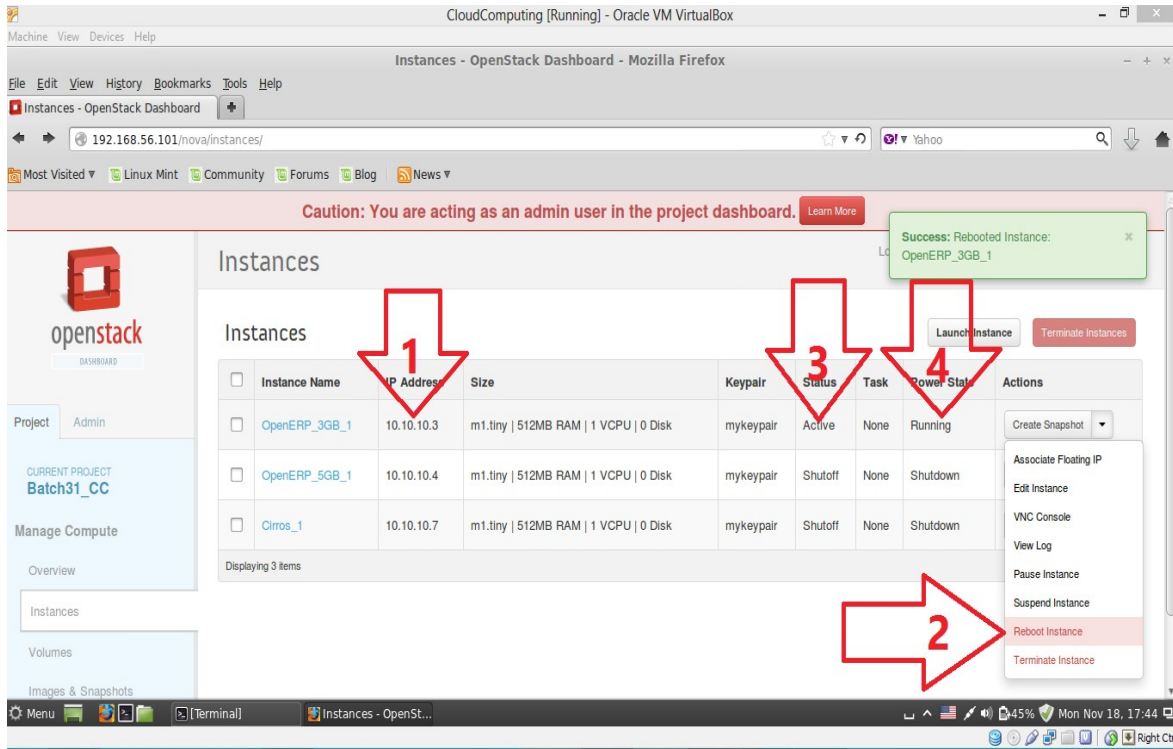 CloudComputing [Running] - Oracle VM VirtualBox
Machine View Devices Help
Instances - OpenStack Dashboard - Mozilla Firefox
File Edit View History Bookmarks Tools Help
Instances - OpenStack Dashboard
192.168.56.101/nova/instances/
Yahoo
Most Visited Linux Mint Community Forums Blog News
Caution: You are acting as an admin user in the project dashboard. Learn More
Success: Rebooted Instance:
OpenERP_3GB_1
openstack
DASHBOARD
Project Admin
CURRENT PROJECT
Batch31_CC
Manage Compute
Overview
Instances
Volumes
Images & Snapshots
Instances
Lo
Instances
Launch Instance Terminate Instances
1
3
4
Instance Name IP Address Size Keypair Status Task Power State Actions
OpenERP_3GB_1 10.10.10.3 m1.tiny | 512MB RAM | 1 VCPU | 0 Disk mykeypair Active None Running Create Snapshot
OpenERP_5GB_1 10.10.10.4 m1.tiny | 512MB RAM | 1 VCPU | 0 Disk mykeypair Shutoff None Shutdown
Cirros_1 10.10.10.7 m1.tiny | 512MB RAM | 1 VCPU | 0 Disk mykeypair Shutoff None Shutdown
Displaying 3 items
Associate Floating IP
Edit Instance
VNC Console
View Log
Pause Instance
Suspend Instance
2
Reboot Instance
Terminate Instance
Menu [Terminal] Instances - OpenSt... 45% Mon Nov 18, 17:44
Right Ct